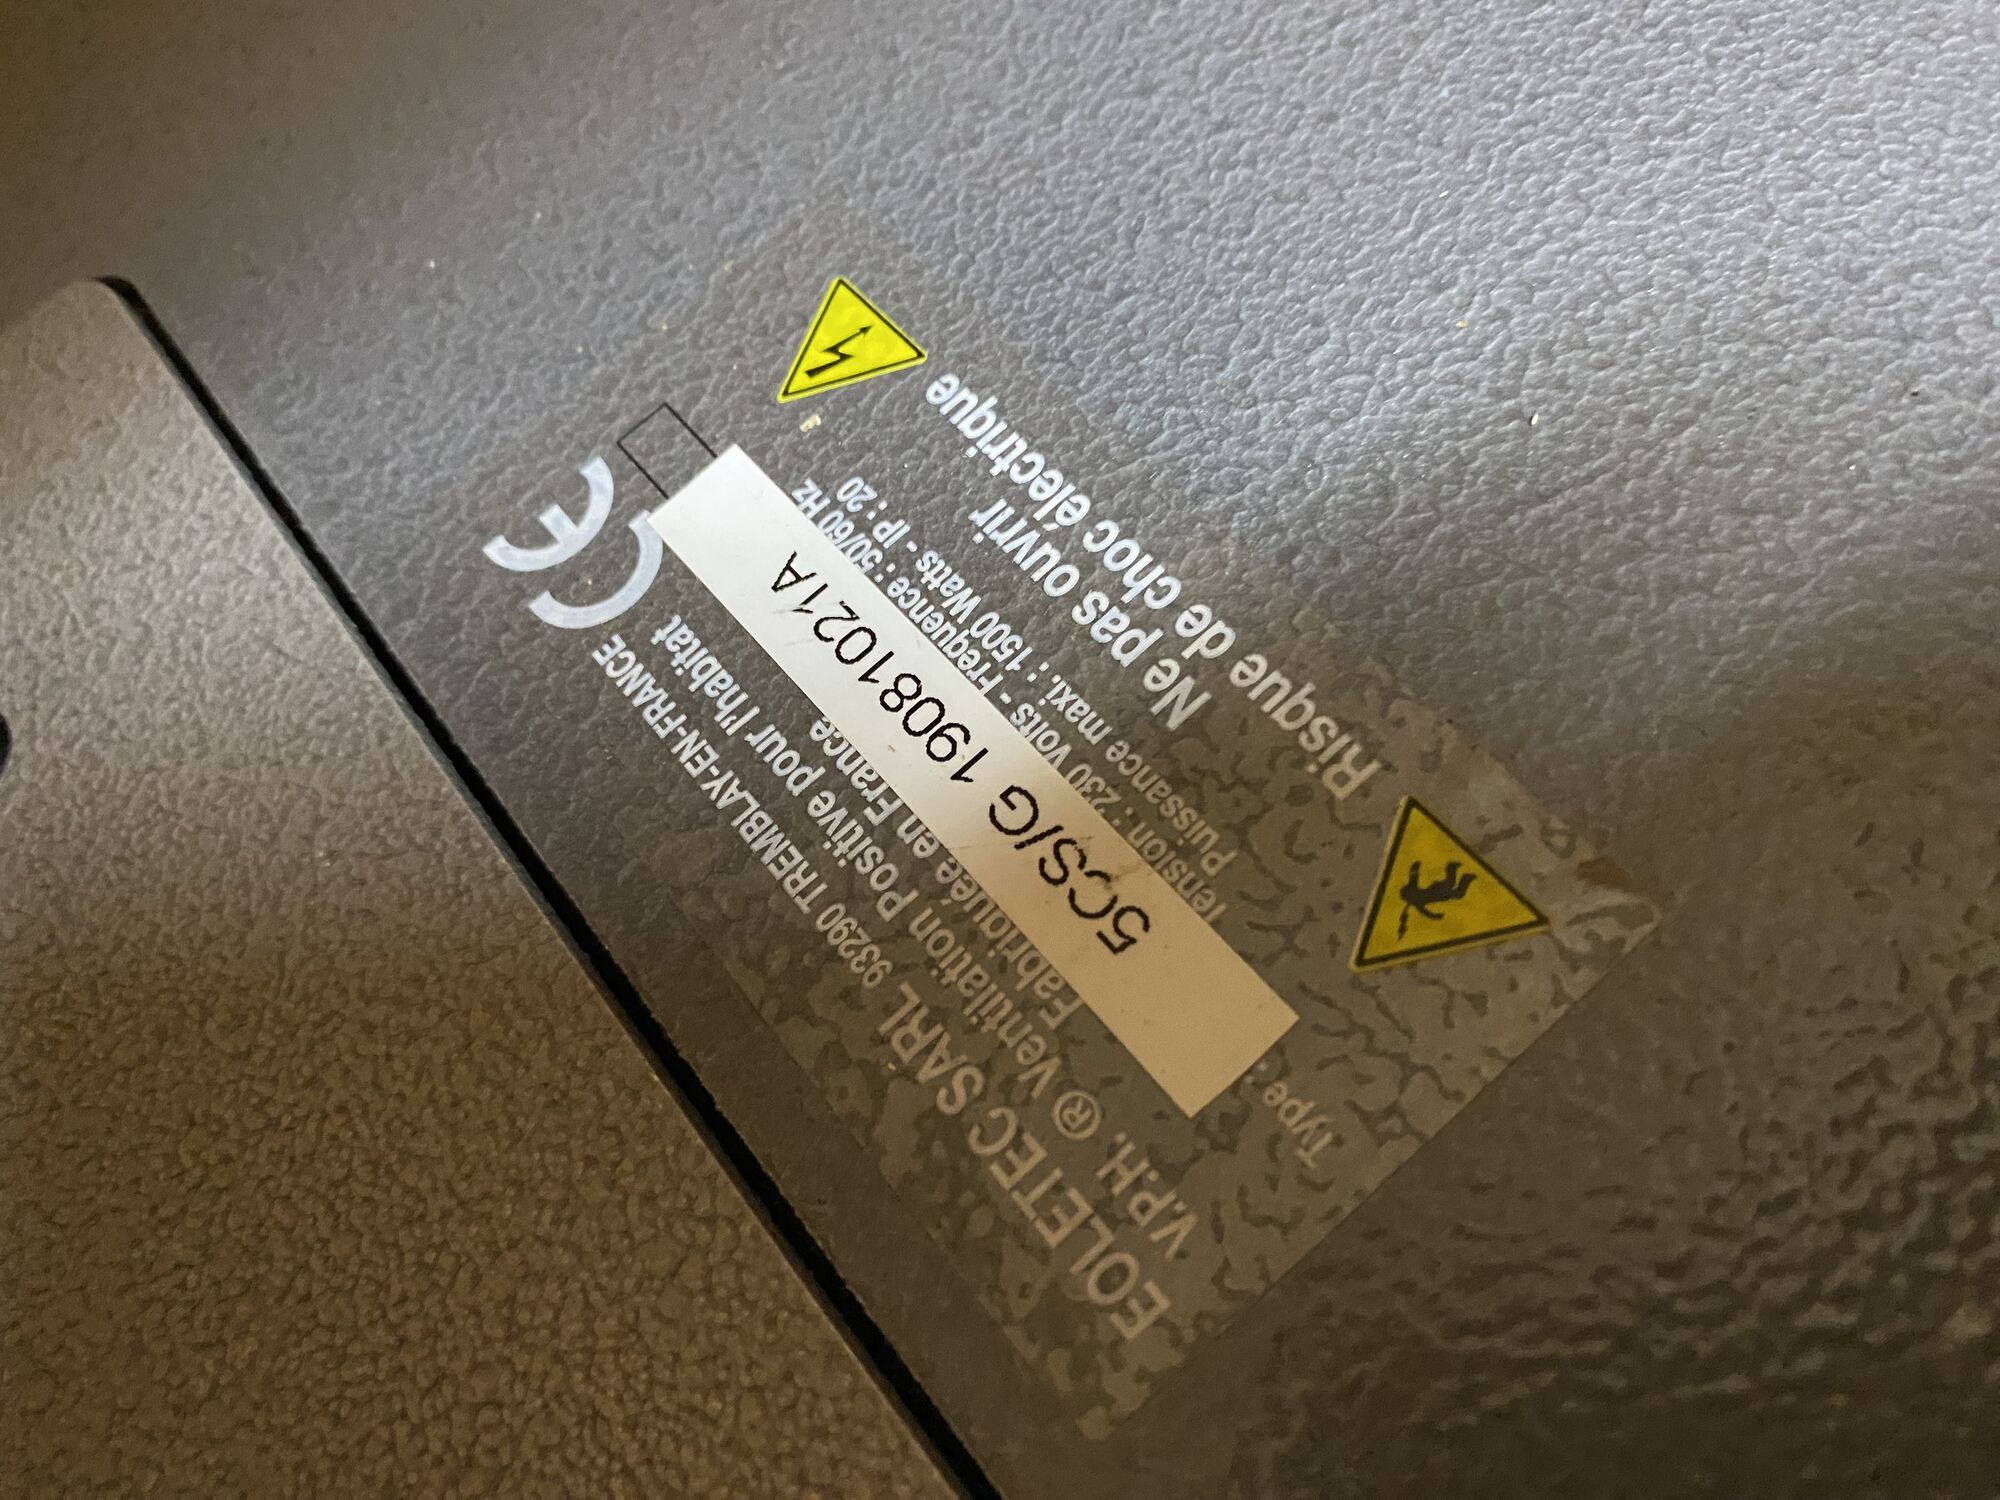 EOLETEC SARL 93290 TREMBLAY-EN-FRANCE
V.P.H. ® Ventilation Positive pour l'habitat
Fabriquée en France
CE
Type :
5CS/G 19081021A
Tension : 230 Volts - Fréquence : 50/60 Hz
Puissance maxi. : 1500 Watts - IP : 20
Ne pas ouvrir
Risque de choc électrique